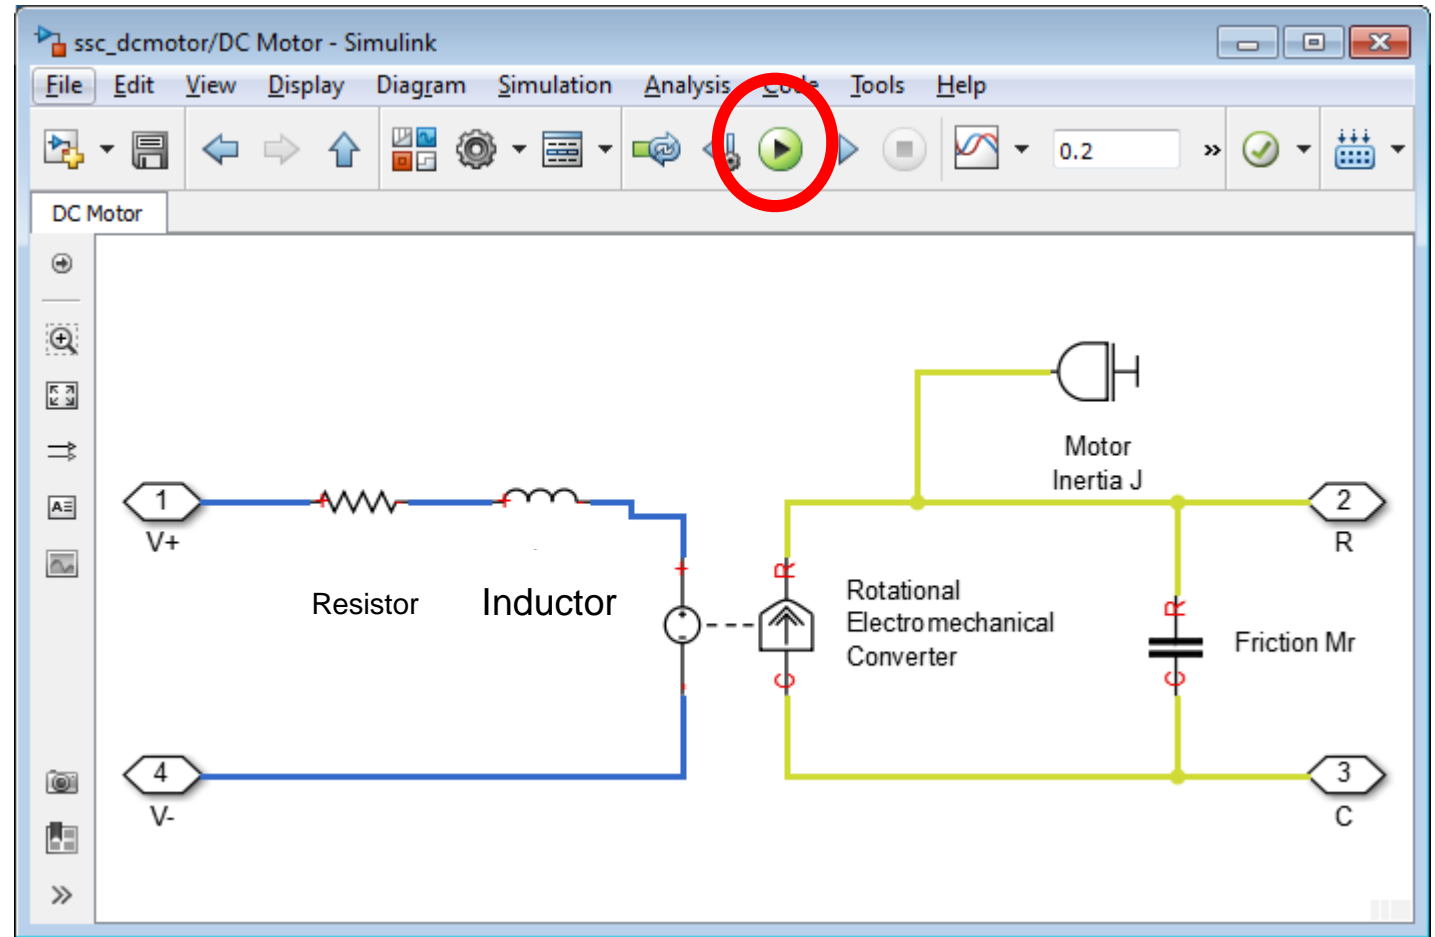 ssc_dcmotor/DC Motor - Simulink
File Edit View Display Diagram Simulation Analysis Code Tools Help
0.2 »
DC Motor
A
1
V+
Resistor
Inductor
+
+
+
-
R
C
Rotational
Electromechanical
Converter
Motor
Inertia J
R
C
Friction Mr
2
R
4
V-
3
C